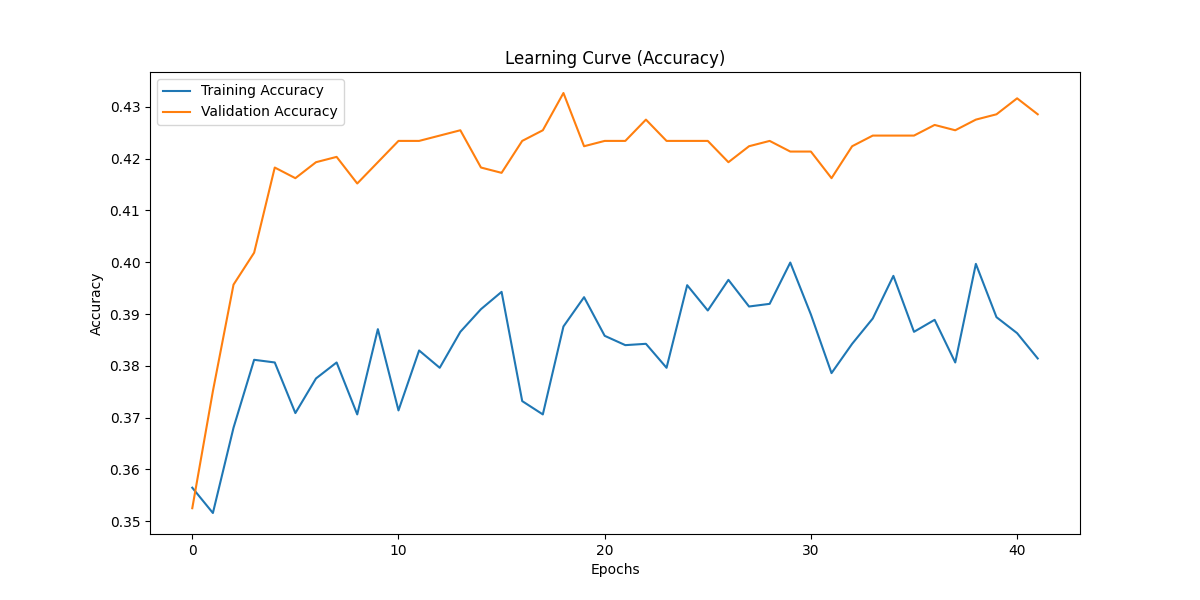 Learning Curve (Accuracy)
Training Accuracy
Validation Accuracy
0.43
0.42
0.41
0.40
0.39
0.38
0.37
0.36
0.35
Accuracy
0 10 20 30 40
Epochs